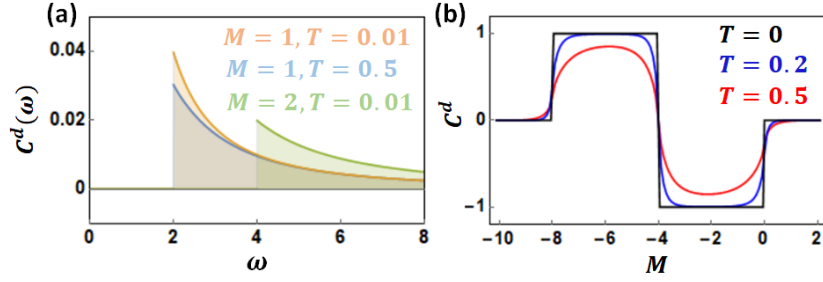 (a)
M = 1, T = 0.01
M = 1, T = 0.5
M = 2, T = 0.01
C^d(ω)
0.04
0.02
0
0 2 4 6 8
ω
(b)
T = 0
T = 0.2
T = 0.5
C^d
1
0
-1
-10 -8 -6 -4 -2 0 2
M